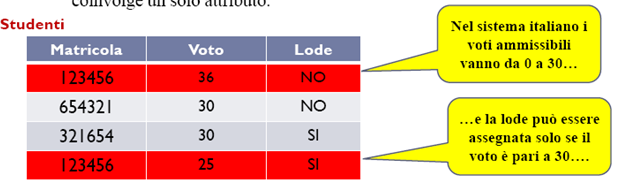 coinvolge un solo attributo.
Studenti
Matricola Voto Lode
123456 36 NO
654321 30 NO
321654 30 SI
123456 25 SI
Nel sistema italiano i
voti ammissibili
vanno da 0 a 30…
…e la lode può essere
assegnata solo se il
voto è pari a 30….